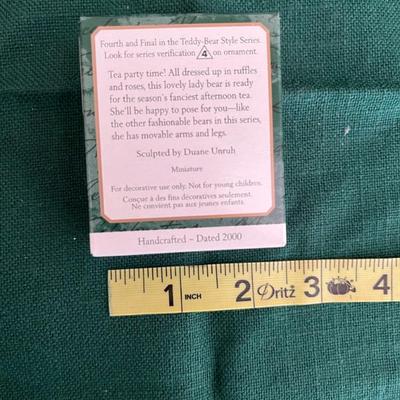 Fourth and Final in the Teddy-Bear Style Series.
Look for series verification 4 on ornament.
Tea party time! All dressed up in ruffles
and roses, this lovely lady bear is ready
for the season's fanciest afternoon tea.
She'll be happy to pose for you—like
the other fashionable bears in this series,
she has movable arms and legs.
Sculpted by Duane Unruh
Miniature
For decorative use only. Not for young children.
Conçue à des fins décoratives seulement.
Ne convient pas aux jeunes enfants.
Handcrafted – Dated 2000
1 INCH 2 Dritz 3 4